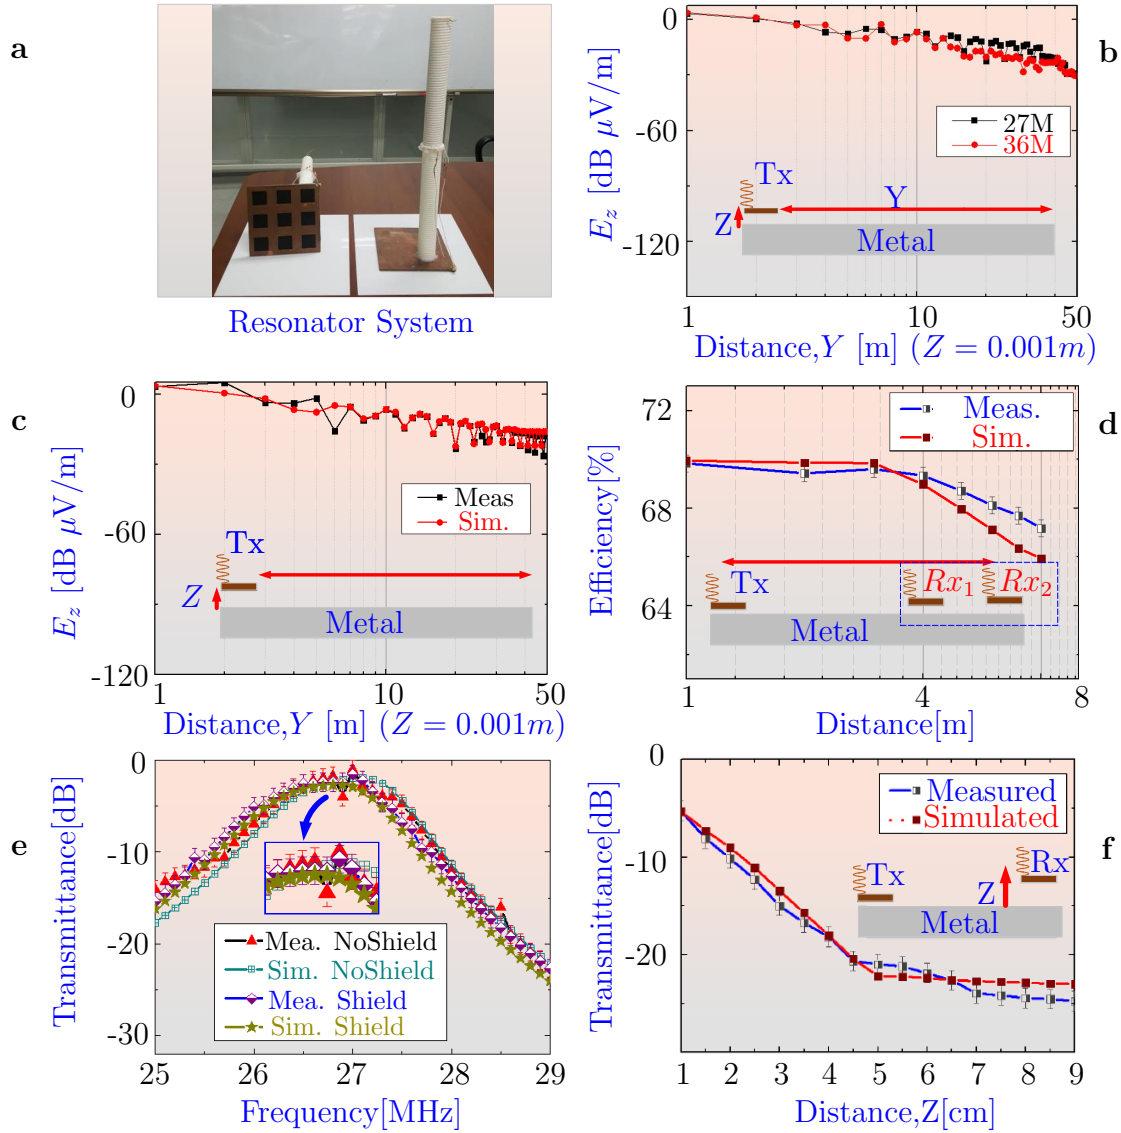 a
Resonator System
b
E_z [dB μV/m]
0
-60
-120
27M
36M
Tx
Y
Z
Metal
1
10
50
Distance,Y [m] (Z = 0.001m)
c
E_z [dB μV/m]
0
-60
-120
Meas
Sim.
Tx
Z
Metal
1
10
50
Distance,Y [m] (Z = 0.001m)
d
Efficiency[%]
72
68
64
Meas.
Sim.
Tx
Rx₁
Rx₂
Metal
1
4
8
Distance[m]
e
Transmittance[dB]
0
-10
-20
-30
Mea. NoShield
Sim. NoShield
Mea. Shield
Sim. Shield
25
26
27
28
29
Frequency[MHz]
f
Transmittance[dB]
0
-10
-20
Measured
Simulated
Tx
Rx
Z
Metal
1
2
3
4
5
6
7
8
9
Distance,Z[cm]